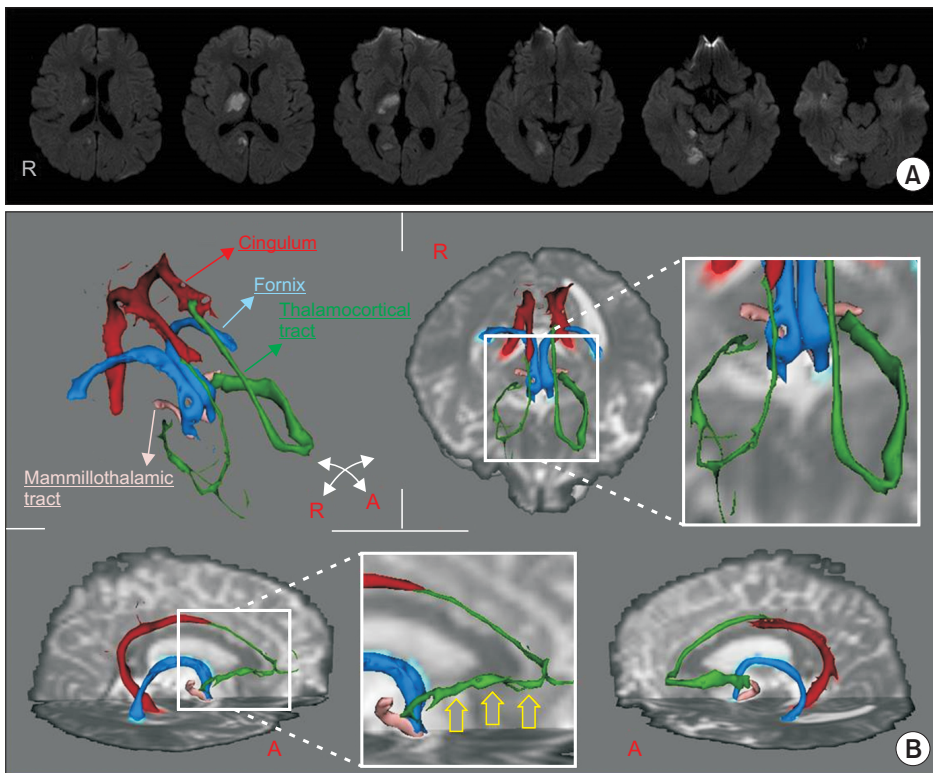 R
A
Cingulum
Fornix
Thalamocortical
tract
Mammillothalamic
tract
R
A
R
A
A
B